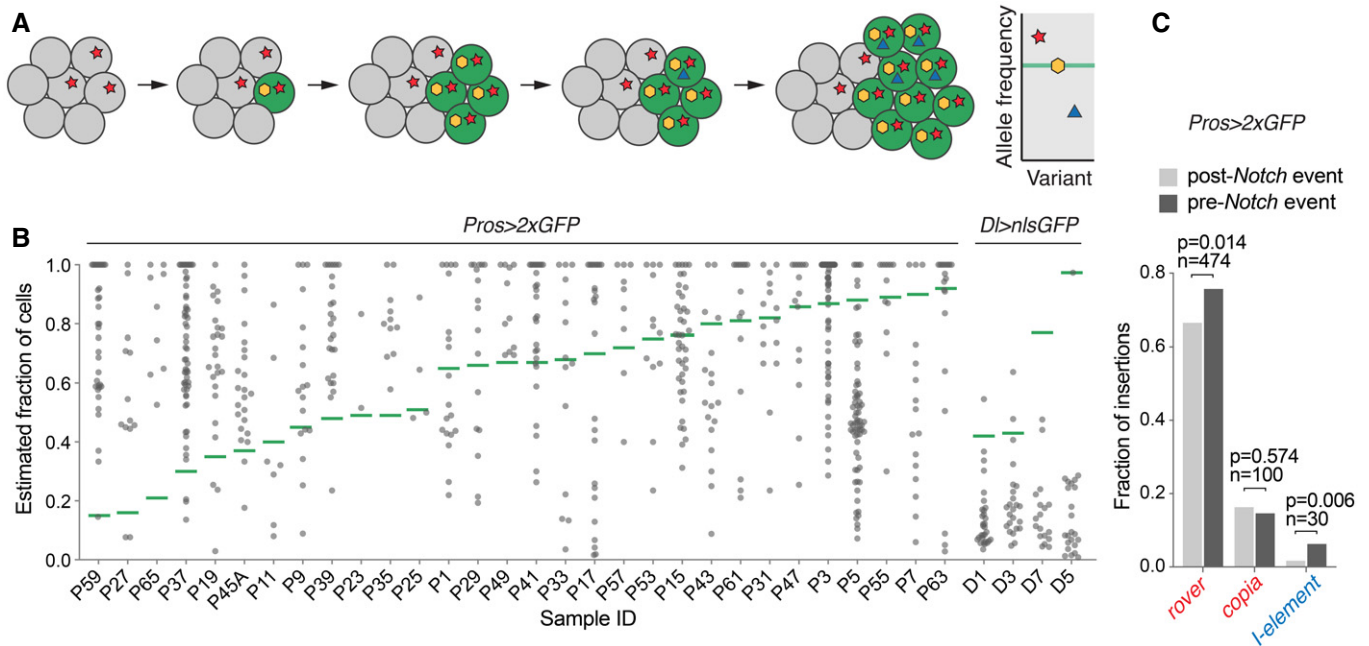 A
Allele frequency
Variant
C
Pros>2xGFP
post-Notch event
pre-Notch event
B
Pros>2xGFP
Dl>nlsGFP
Estimated fraction of cells
1.0
0.8
0.6
0.4
0.2
0.0
P59 P27 P65 P37 P19 P45A P11 P9 P39 P23 P35 P25 P1 P29 P49 P41 P33 P17 P57 P53 P15 P43 P61 P31 P47 P3 P5 P55 P7 P63 D1 D3 D7 D5
Sample ID
Fraction of insertions
0.8
0.6
0.4
0.2
0.0
p=0.014
n=474
p=0.574
n=100
p=0.006
n=30
rover
copia
I-element